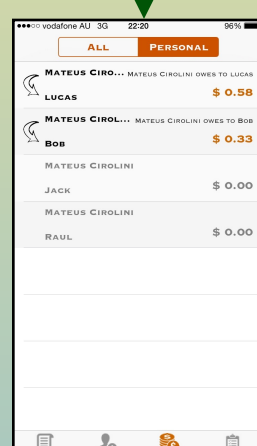 vodafone AU 3G 22:20 96%
ALL PERSONAL
MATEUS CIRO... MATEUS CIROLINI OWES TO LUCAS
LUCAS $ 0.58
MATEUS CIROL... MATEUS CIROLINI OWES TO BOB
BOB $ 0.33
MATEUS CIROLINI
JACK $ 0.00
MATEUS CIROLINI
RAUL $ 0.00